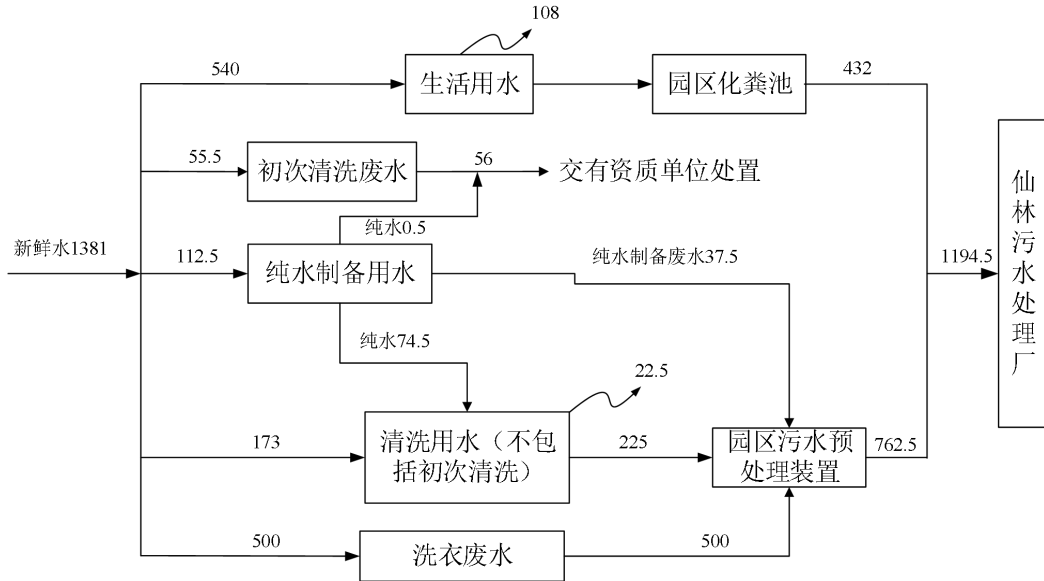 108
540
生活用水
园区化粪池
432
55.5
初次清洗废水
56
交有资质单位处置
纯水0.5
新鲜水1381
112.5
纯水制备用水
纯水制备废水37.5
1194.5
仙林污水处理厂
纯水74.5
22.5
173
清洗用水（不包
括初次清洗）
225
园区污水预
处理装置
762.5
500
洗衣废水
500